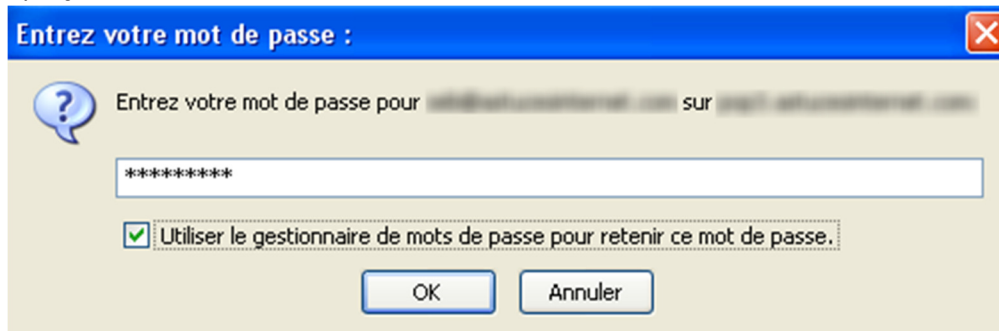 Entrez votre mot de passe :
Entrez votre mot de passe pour sur
*********
Utiliser le gestionnaire de mots de passe pour retenir ce mot de passe.
OK Annuler